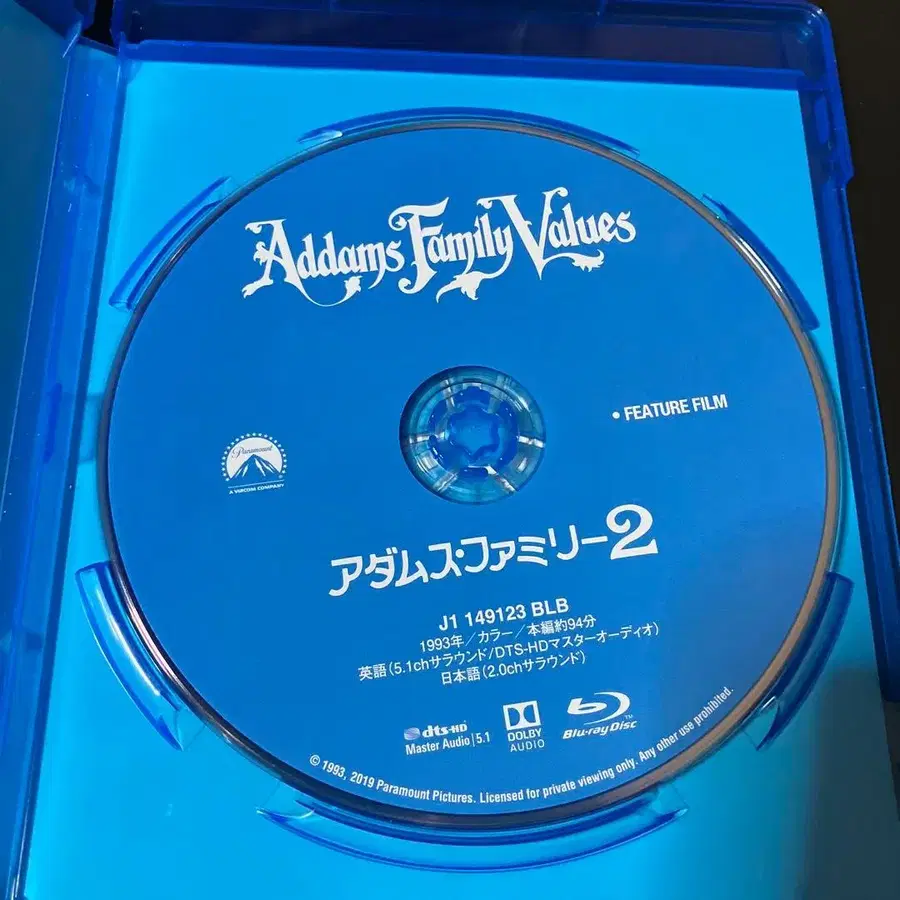 Addams Family Values
• FEATURE FILM
Paramount
A VIACOM COMPANY
アダムス・ファミリー2
J1 149123 BLB
1993年/カラー/本編約94分
英語(5.1chサラウンド/DTS-HDマスターオーディオ)
日本語(2.0chサラウンド)
dts-HD
Master Audio | 5.1
DOLBY
AUDIO
Blu-ray Disc™
© 1993, 2019 Paramount Pictures. Licensed for private viewing only. Any other use prohibited.